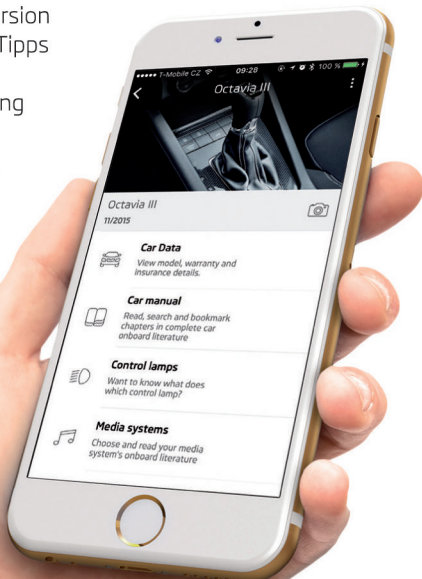 rsion
Tipps
ng
T-Mobile CZ 09:28 100 %
Octavia III
Octavia III
11/2015
Car Data
View model, warranty and
insurance details.
Car manual
Read, search and bookmark
chapters in complete car
onboard literature
Control lamps
Want to know what does
which control lamp?
Media systems
Choose and read your media
system's onboard literature